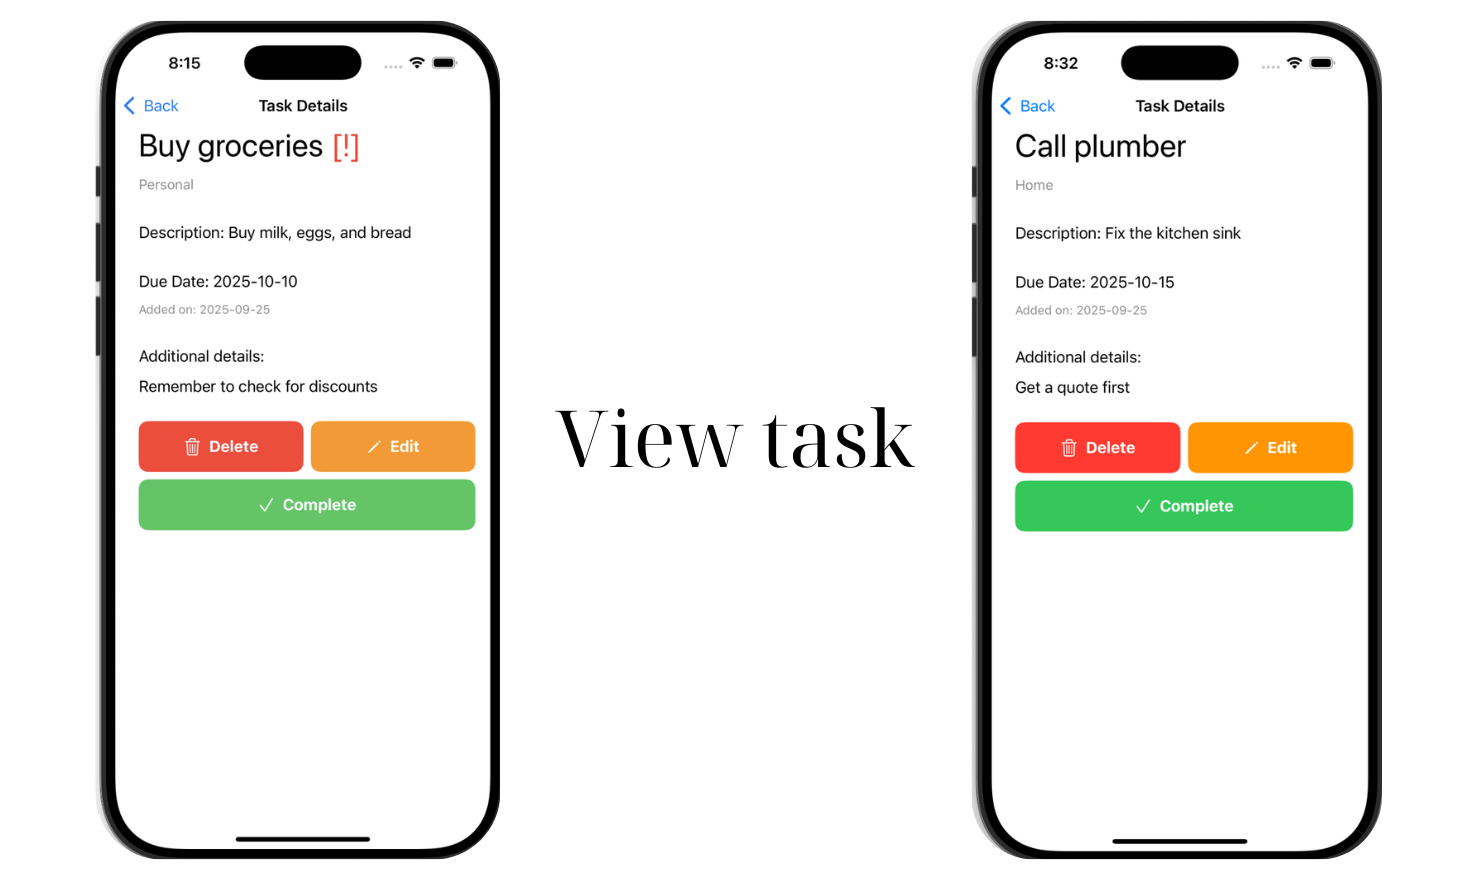 8:15
Back
Task Details
Buy groceries [!]
Personal
Description: Buy milk, eggs, and bread
Due Date: 2025-10-10
Added on: 2025-09-25
Additional details:
Remember to check for discounts
Delete
Edit
Complete
View task
8:32
Back
Task Details
Call plumber
Home
Description: Fix the kitchen sink
Due Date: 2025-10-15
Added on: 2025-09-25
Additional details:
Get a quote first
Delete
Edit
Complete